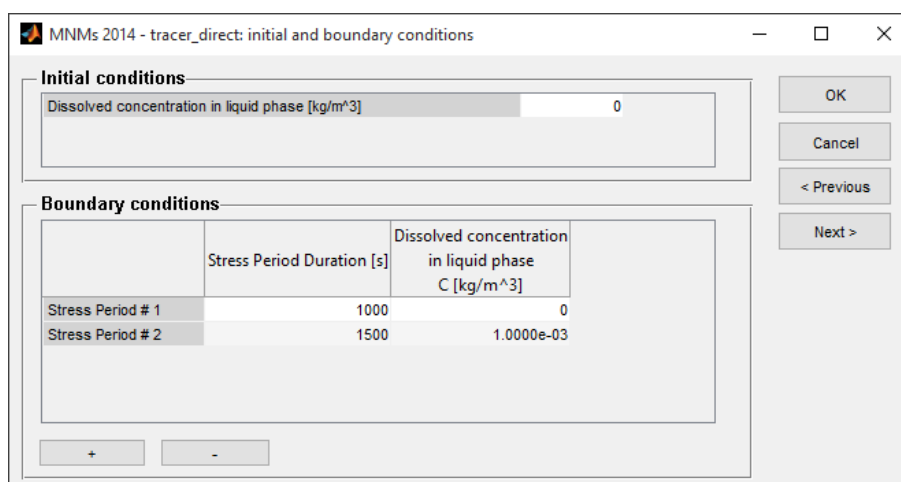 MNMs 2014 - tracer_direct: initial and boundary conditions
Initial conditions
Dissolved concentration in liquid phase [kg/m^3] 0
OK
Cancel
< Previous
Next >
Boundary conditions
Stress Period Duration [s]
Dissolved concentration
in liquid phase
C [kg/m^3]
Stress Period # 1 1000 0
Stress Period # 2 1500 1.0000e-03
+ -